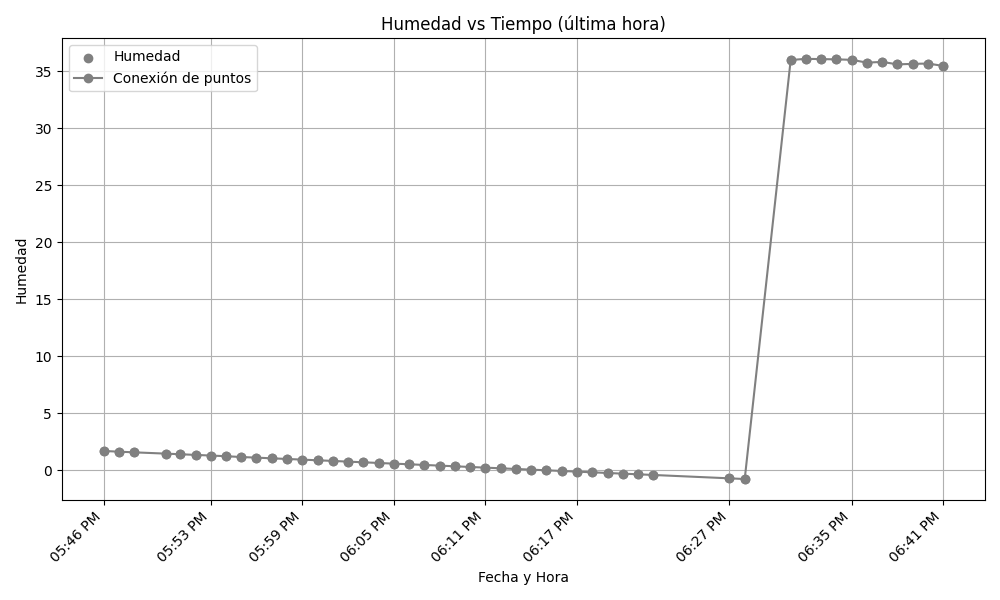 Humedad vs Tiempo (última hora)
Humedad
Conexión de puntos
35
30
25
20
15
10
5
0
Humedad
05:46 PM
05:53 PM
05:59 PM
06:05 PM
06:11 PM
06:17 PM
06:27 PM
06:35 PM
06:41 PM
Fecha y Hora